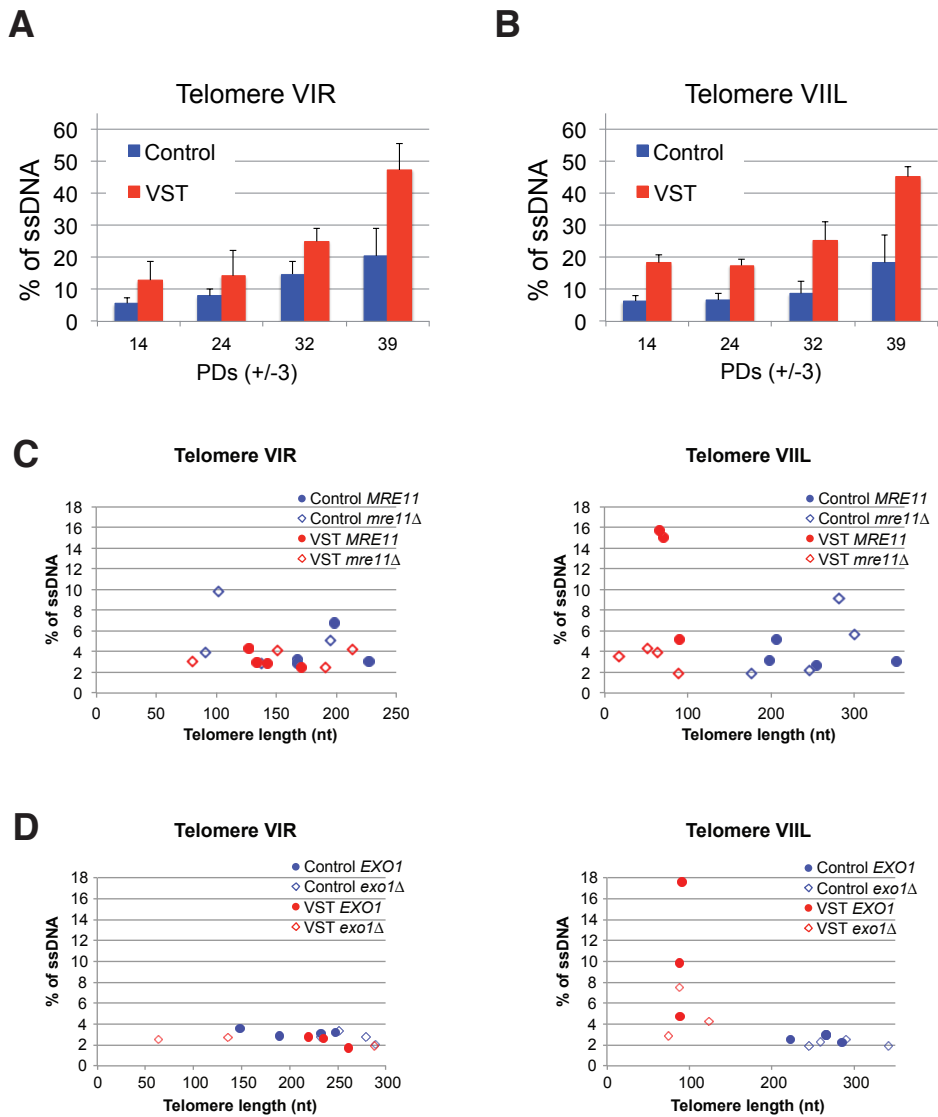 A
B
Telomere VIR
% of ssDNA
60
50
40
30
20
10
0
Control
VST
14 24 32 39
PDs (+/-3)
Telomere VIIL
% of ssDNA
60
50
40
30
20
10
0
Control
VST
14 24 32 39
PDs (+/-3)
C
Telomere VIR
% of ssDNA
18
16
14
12
10
8
6
4
2
0
Control MRE11
Control mre11Δ
VST MRE11
VST mre11Δ
0 50 100 150 200 250
Telomere length (nt)
Telomere VIIL
% of ssDNA
18
16
14
12
10
8
6
4
2
0
Control MRE11
Control mre11Δ
VST MRE11
VST mre11Δ
0 100 200 300
Telomere length (nt)
D
Telomere VIR
% of ssDNA
18
16
14
12
10
8
6
4
2
0
Control EXO1
Control exo1Δ
VST EXO1
VST exo1Δ
0 50 100 150 200 250 300
Telomere length (nt)
Telomere VIIL
% of ssDNA
18
16
14
12
10
8
6
4
2
0
Control EXO1
Control exo1Δ
VST EXO1
VST exo1Δ
0 100 200 300
Telomere length (nt)